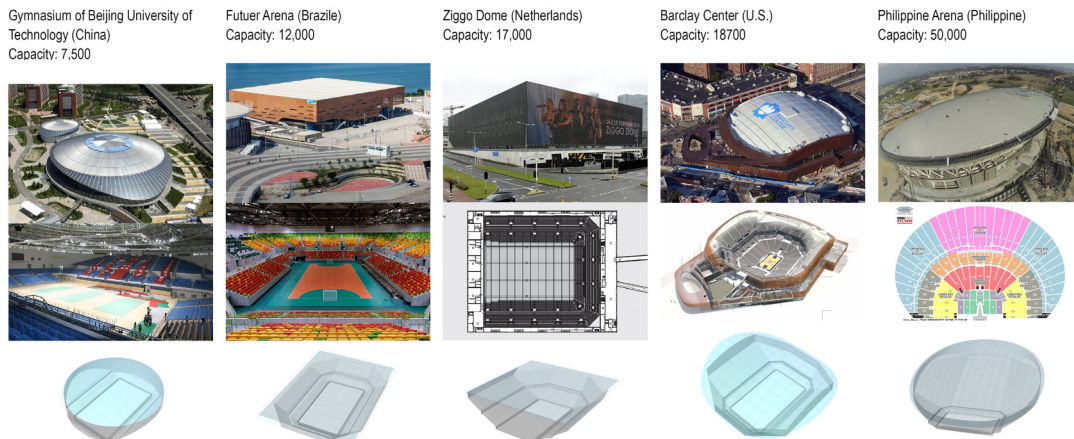 Gymnasium of Beijing University of
Technology (China)
Capacity: 7,500
Futuer Arena (Brazile)
Capacity: 12,000
Ziggo Dome (Netherlands)
Capacity: 17,000
Barclay Center (U.S.)
Capacity: 18700
Philippine Arena (Philippine)
Capacity: 50,000
ZIGGO DOME